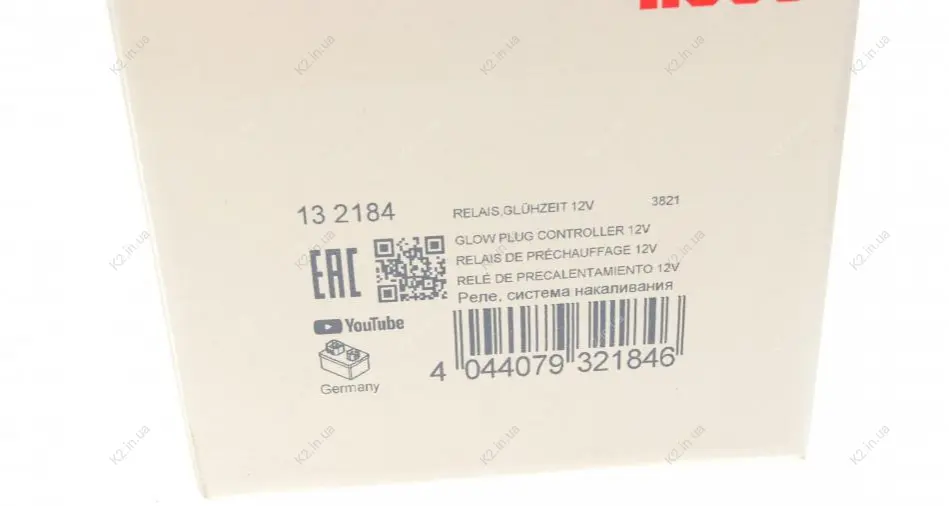 13 2184
RELAIS,GLÜHZEIT 12V
3821
GLOW PLUG CONTROLLER 12V
RELAIS DE PRÉCHAUFFAGE 12V
RELÉ DE PRECALENTAMIENTO 12V
Реле, система накаливания
EAC
YouTube
Germany
4 044079 321846
K2.in.ua